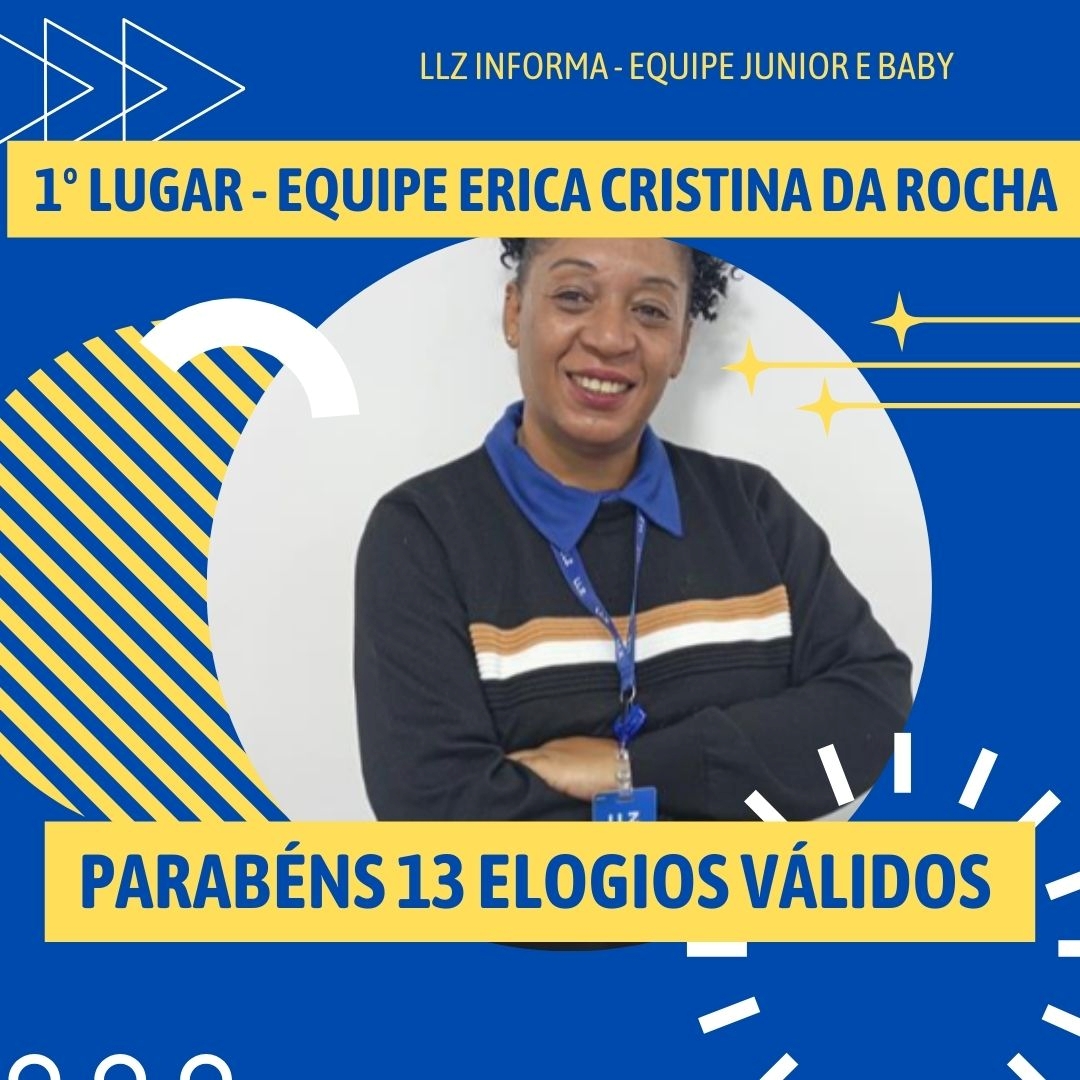 LLZ INFORMA - EQUIPE JUNIOR E BABY
1º LUGAR - EQUIPE ERICA CRISTINA DA ROCHA
PARABÉNS 13 ELOGIOS VÁLIDOS